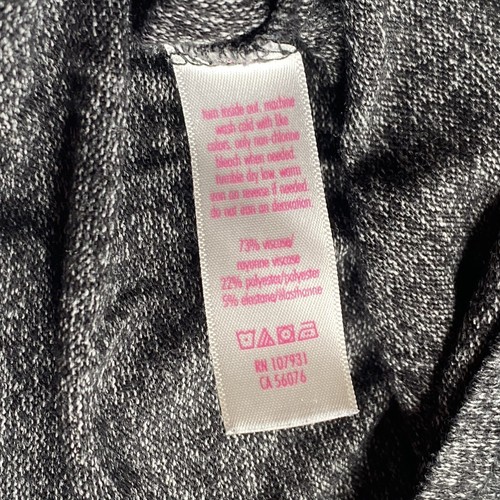 turn inside out. machine
wash cold with like
colors. only non-chlorine
bleach when needed.
tumble dry low. warm
iron on reverse if needed.
do not iron on decoration.
73% viscose/
rayonne viscose
22% polyester/polyester
5% elastane/élasthanne
RN 107931
CA 56076